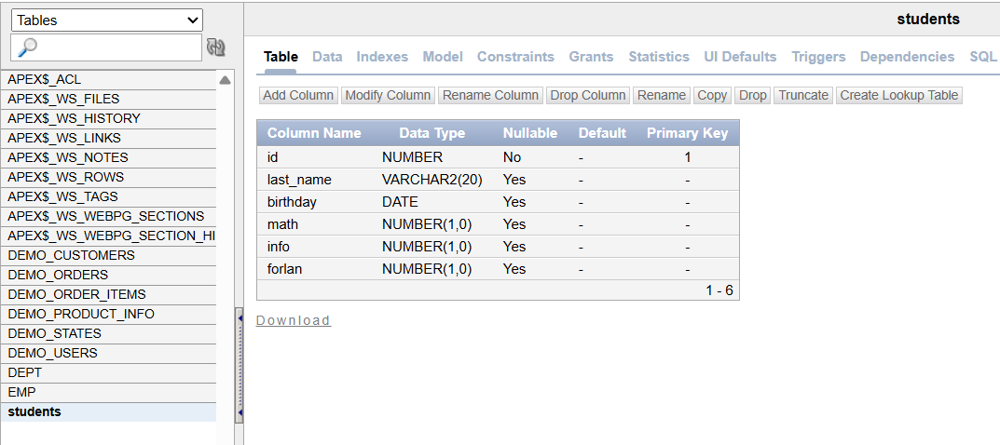 Tables
students
Table Data Indexes Model Constraints Grants Statistics UI Defaults Triggers Dependencies SQL
Add Column Modify Column Rename Column Drop Column Rename Copy Drop Truncate Create Lookup Table
APEX$_ACL
APEX$_WS_FILES
APEX$_WS_HISTORY
APEX$_WS_LINKS
APEX$_WS_NOTES
APEX$_WS_ROWS
APEX$_WS_TAGS
APEX$_WS_WEBPG_SECTIONS
APEX$_WS_WEBPG_SECTION_HI
DEMO_CUSTOMERS
DEMO_ORDERS
DEMO_ORDER_ITEMS
DEMO_PRODUCT_INFO
DEMO_STATES
DEMO_USERS
DEPT
EMP
students
Column Name Data Type Nullable Default Primary Key
id NUMBER No - 1
last_name VARCHAR2(20) Yes - -
birthday DATE Yes - -
math NUMBER(1,0) Yes - -
info NUMBER(1,0) Yes - -
forlan NUMBER(1,0) Yes - -
1 - 6
Download